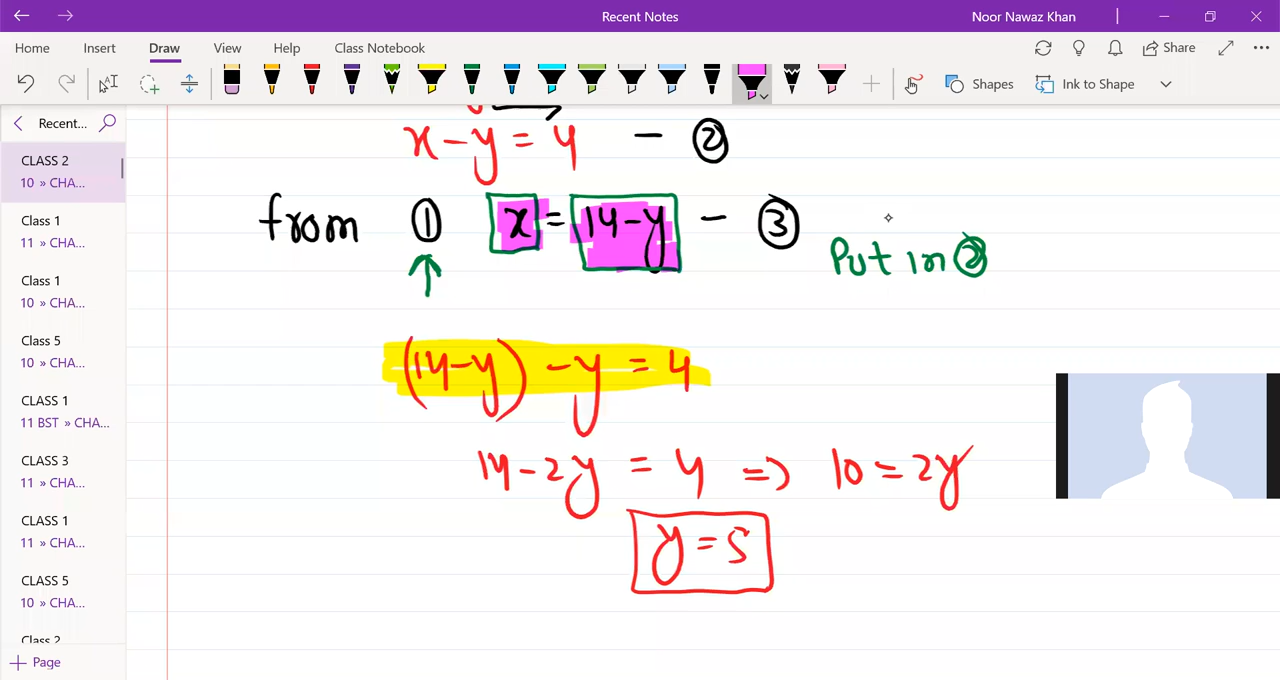 Recent Notes
Noor Nawaz Khan
Home Insert Draw View Help Class Notebook
Share
Shapes
Ink to Shape
Recent...
CLASS 2
10 » CHA...
Class 1
11 » CHA...
Class 1
10 » CHA...
Class 5
10 » CHA...
CLASS 1
11 BST » CHA...
CLASS 3
11 » CHA...
CLASS 1
11 » CHA...
CLASS 5
10 » CHA...
Class 2
Page
x - y = 4 - ②
from ① x = 14 - y - ③
Put in ②
(14 - y) - y = 4
14 - 2y = 4 => 10 = 2y
y = 5